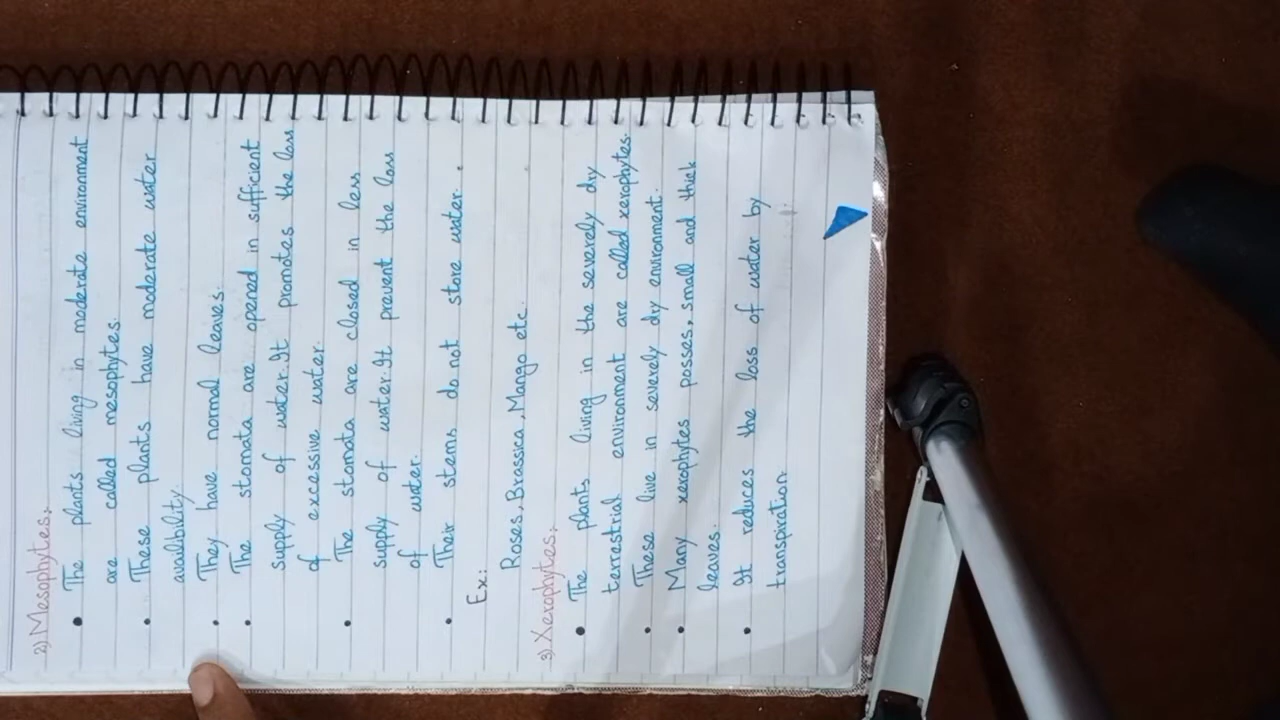 2) Mesophytes:
• The plants living in moderate environment
are called mesophytes.
• These plants have moderate water
availibility.
• They have normal leaves.
• The stomata are opened in sufficient
supply of water. It promotes the loss
of excessive water.
• The stomata are closed in less
supply of water. It prevent the loss
of water.
• Their stems do not store water.
Ex:
Roses, Brassica, Mango etc.
3) Xerophytes:
• The plants living in the severely dry
terrestrial environment are called xerophytes.
• These live in severely dry environment.
• Many xerophytes posses, small and thick
leaves.
• It reduces the loss of water by
transpiration.